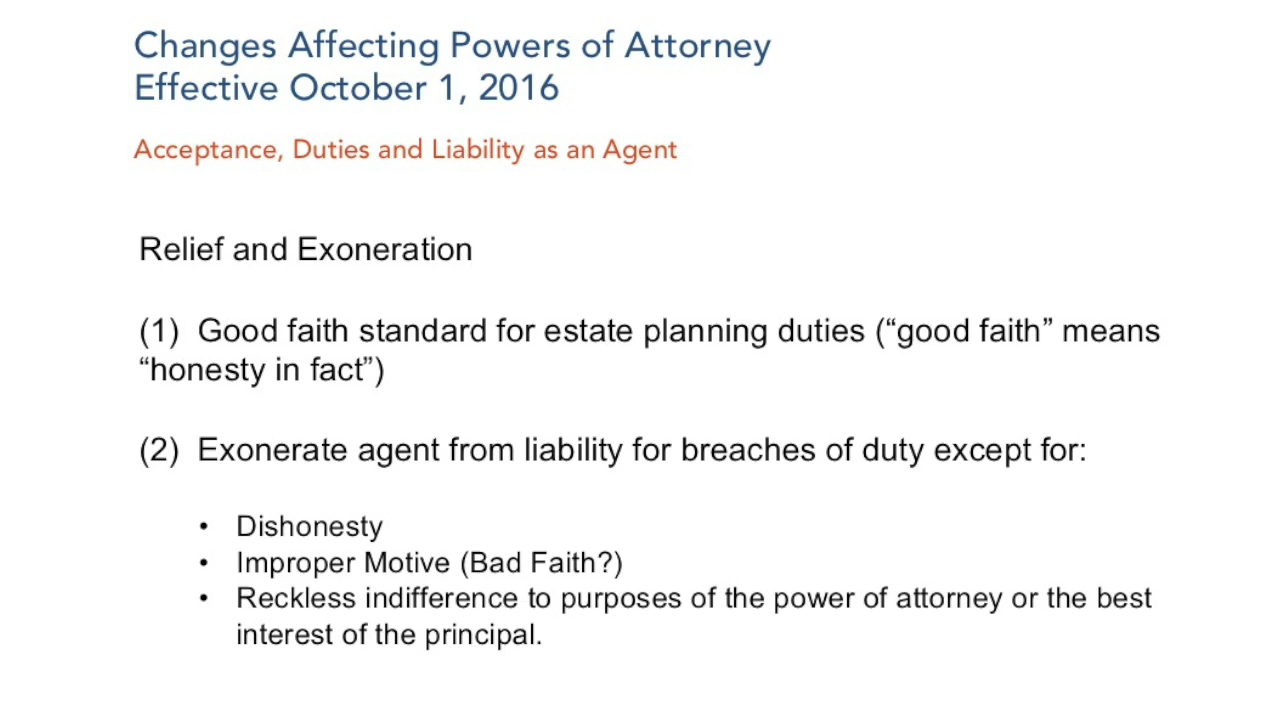 Changes Affecting Powers of Attorney
Effective October 1, 2016
Acceptance, Duties and Liability as an Agent
Relief and Exoneration
(1) Good faith standard for estate planning duties (“good faith” means
“honesty in fact”)
(2) Exonerate agent from liability for breaches of duty except for:
• Dishonesty
• Improper Motive (Bad Faith?)
• Reckless indifference to purposes of the power of attorney or the best
interest of the principal.